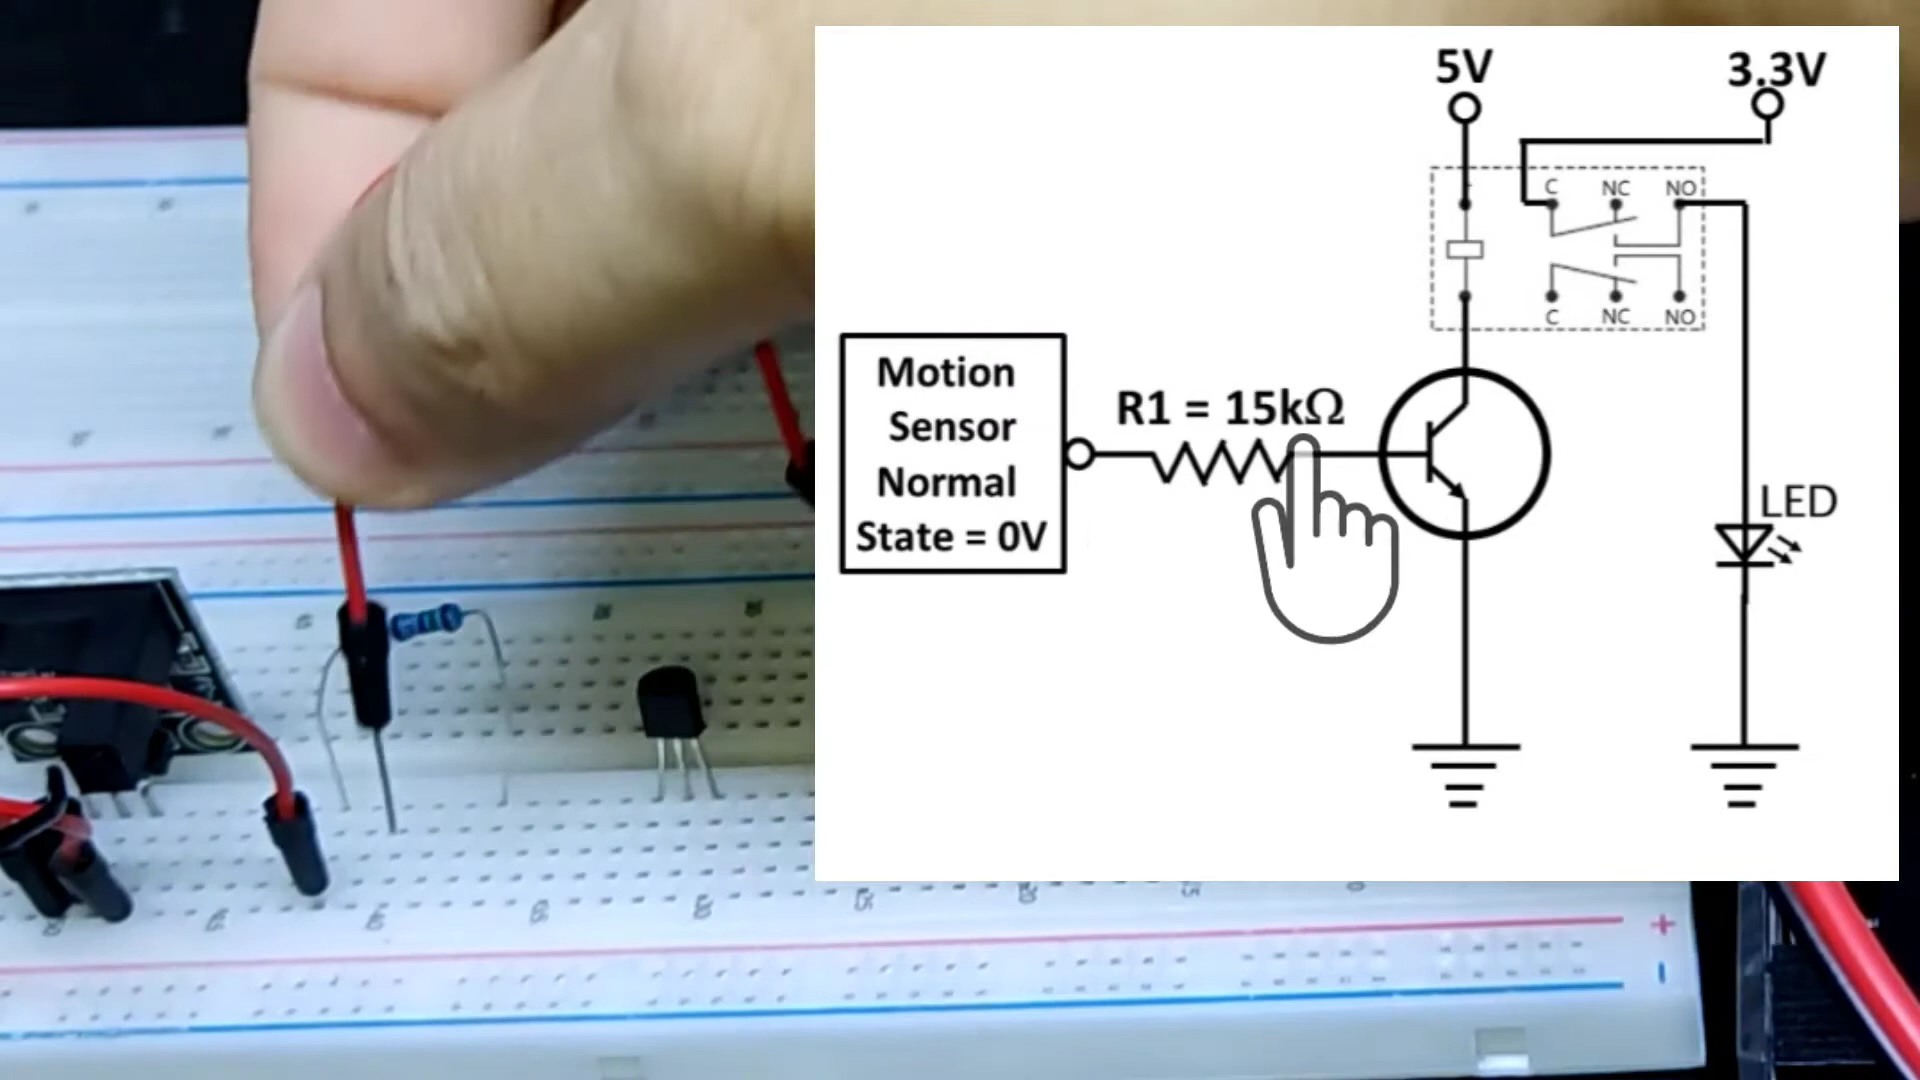 5V
3.3V
C NC NO
C NC NO
Motion
Sensor
Normal
State = 0V
R1 = 15kΩ
LED
+